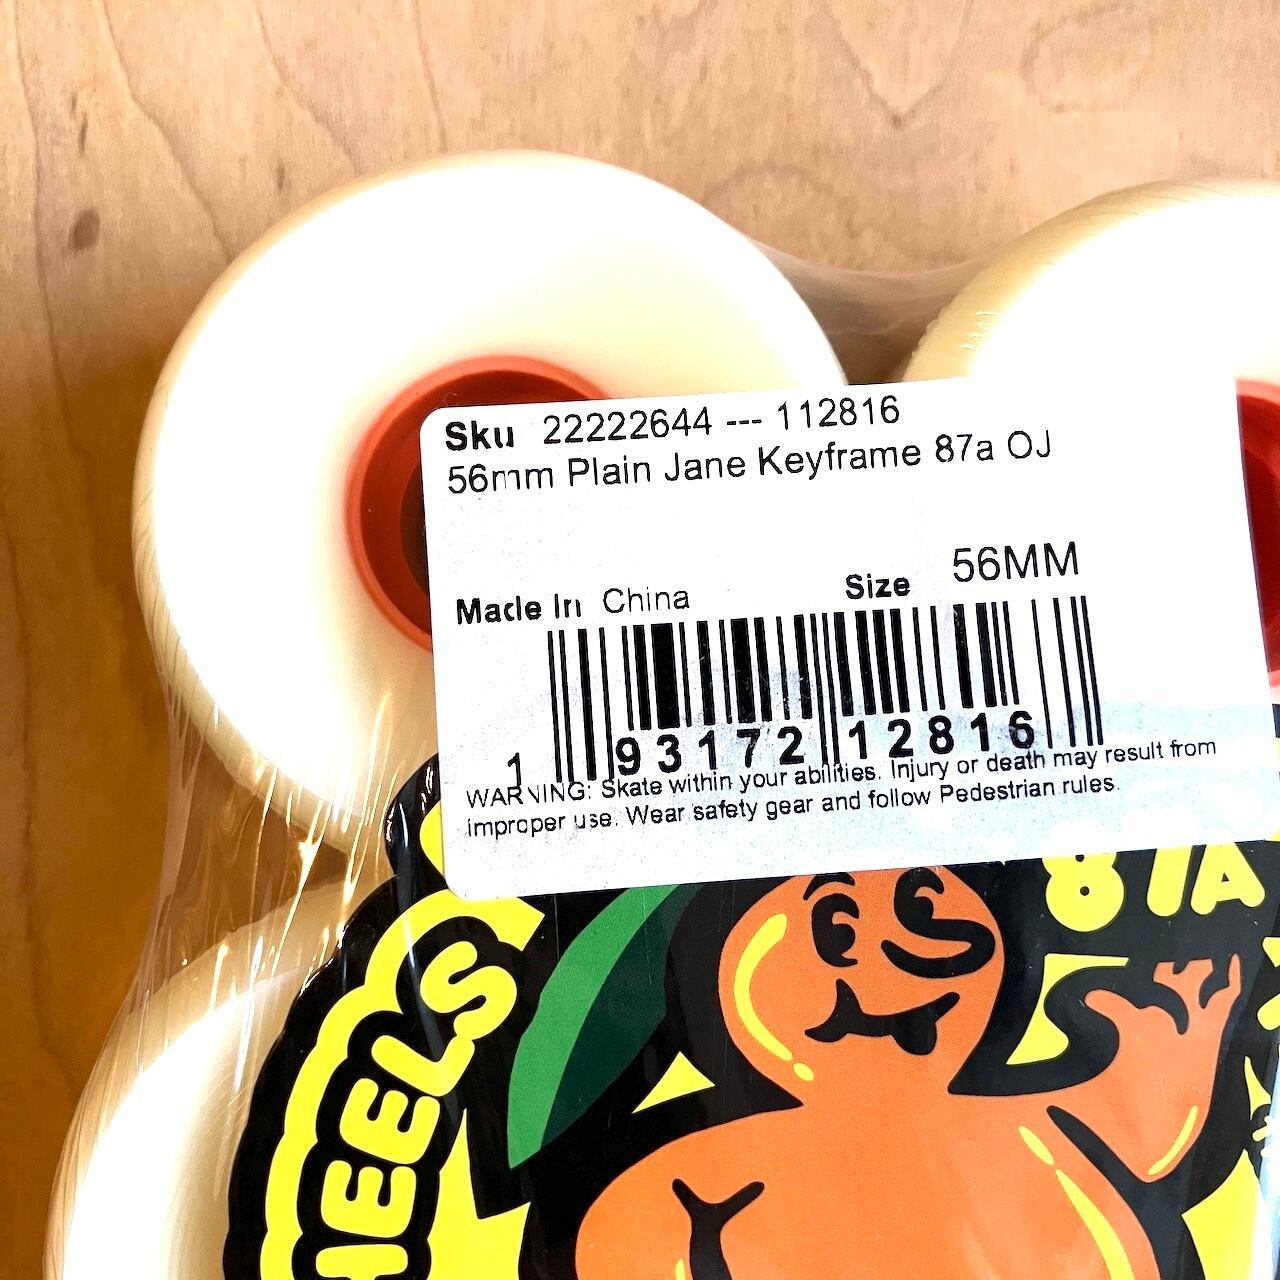 Sku 22222644 --- 112816
56mm Plain Jane Keyframe 87a OJ
Made In China Size 56MM
1 93172 12816
WARNING: Skate within your abilities. Injury or death may result from
improper use. Wear safety gear and follow Pedestrian rules.
87A